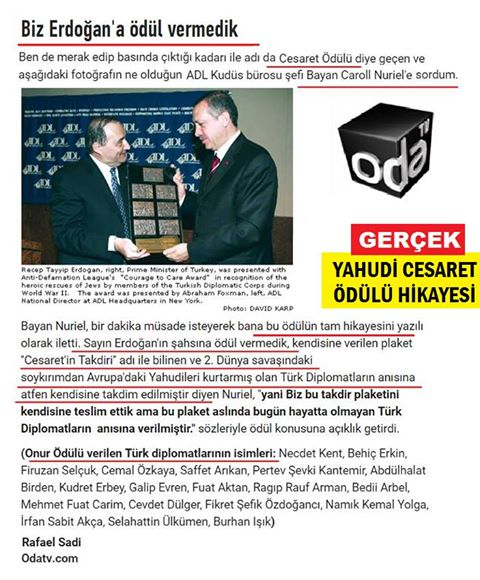 Biz Erdoğan'a ödül vermedik
Ben de merak edip basında çıktığı kadarı ile adı da Cesaret Ödülü diye geçen ve
aşağıdaki fotoğrafın ne olduğun ADL Kudüs bürosu şefi Bayan Caroll Nuriel'e sordum.
ADL
oda
TV
Recep Tayyip Erdogan, right, Prime Minister of Turkey, was presented with
Anti-Defamation League's "Courage to Care Award" in recognition of the
heroic rescues of Jews by members of the Turkish Diplomatic Corps during
World War II. The award was presented by Abraham Foxman, left, ADL
National Director at ADL Headquarters in New York.
Photo: DAVID KARP
GERÇEK
YAHUDİ CESARET
ÖDÜLÜ HİKAYESİ
Bayan Nuriel, bir dakika müsade isteyerek bana bu ödülün tam hikayesini yazılı
olarak iletti. Sayın Erdoğan'ın şahsına ödül vermedik, kendisine verilen plaket
"Cesaret'in Takdiri" adı ile bilinen ve 2. Dünya savaşındaki
soykırımdan Avrupa'daki Yahudileri kurtarmış olan Türk Diplomatların anısına
atfen kendisine takdim edilmiştir diyen Nuriel, "yani Biz bu takdir plaketini
kendisine teslim ettik ama bu plaket aslında bugün hayatta olmayan Türk
Diplomatların anısına verilmiştir." sözleriyle ödül konusuna açıklık getirdi.
(Onur Ödülü verilen Türk diplomatlarının isimleri: Necdet Kent, Behiç Erkin,
Firuzan Selçuk, Cemal Özkaya, Saffet Arıkan, Pertev Şevki Kantemir, Abdülhalat
Birden, Kudret Erbey, Galip Evren, Fuat Aktan, Ragıp Rauf Arman, Bedii Arbel,
Mehmet Fuat Carim, Cevdet Dülger, Fikret Şefik Özdoğancı, Namık Kemal Yolga,
İrfan Sabit Akça, Selahattin Ülkümen, Burhan Işık)
Rafael Sadi
Odatv.com